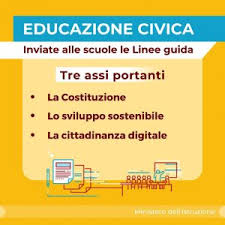 EDUCAZIONE CIVICA
Inviate alle scuole le Linee guida
Tre assi portanti
• La Costituzione
• Lo sviluppo sostenibile
• La cittadinanza digitale
Ministero dell'Istruzione